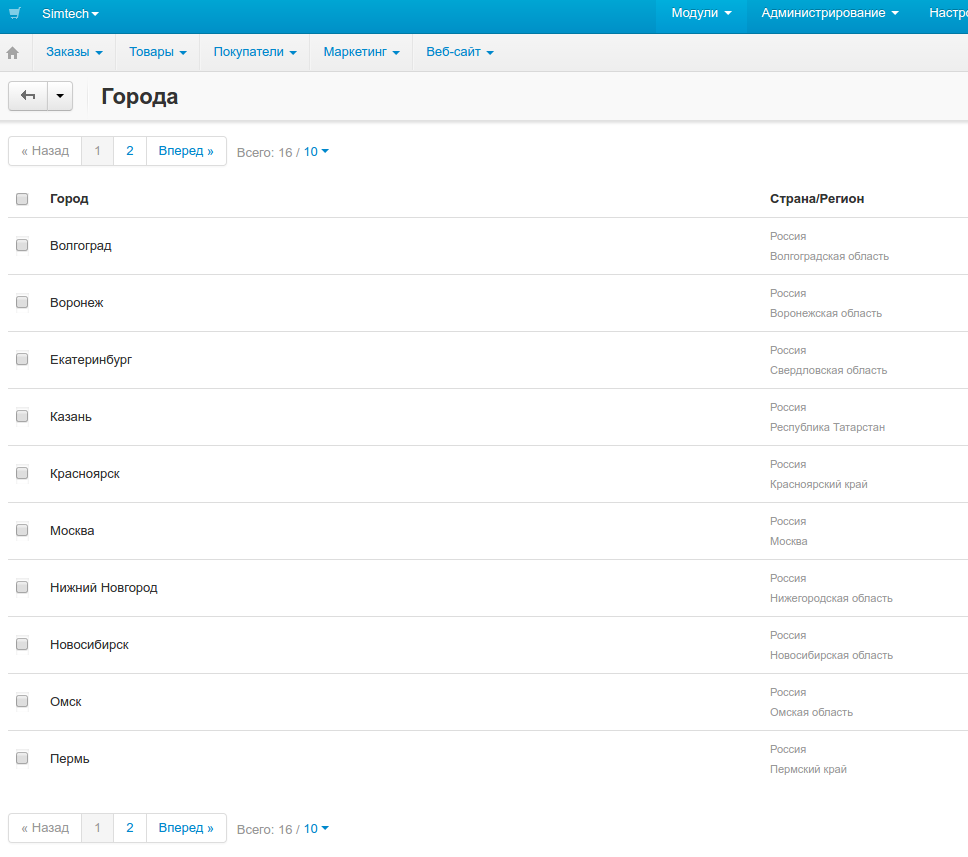 Simtech Модули Администрирование Настро
Заказы Товары Покупатели Маркетинг Веб-сайт
Города
« Назад 1 2 Вперед » Всего: 16 / 10
Город Страна/Регион
Волгоград
Россия
Волгоградская область
Воронеж
Россия
Воронежская область
Екатеринбург
Россия
Свердловская область
Казань
Россия
Республика Татарстан
Красноярск
Россия
Красноярский край
Москва
Россия
Москва
Нижний Новгород
Россия
Нижегородская область
Новосибирск
Россия
Новосибирская область
Омск
Россия
Омская область
Пермь
Россия
Пермский край
« Назад 1 2 Вперед » Всего: 16 / 10